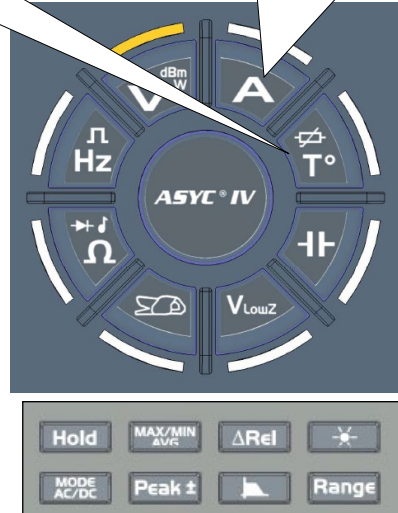 dBm
V W
A
Hz
T°
ASYC ® IV
Ω
VLowZ
Hold
MAX/MIN
AVG
ΔRel
MODE
AC/DC
Peak ±
Range